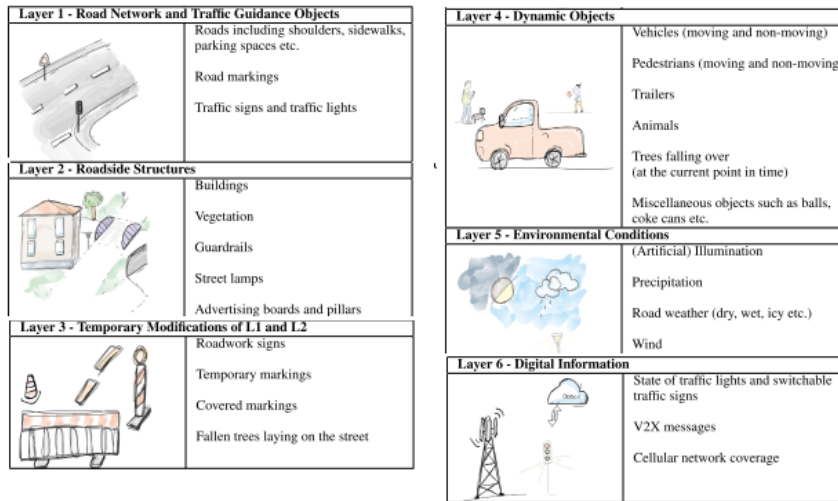 Layer 1 - Road Network and Traffic Guidance Objects
Roads including shoulders, sidewalks,
parking spaces etc.
Road markings
Traffic signs and traffic lights
Layer 2 - Roadside Structures
Buildings
Vegetation
Guardrails
Street lamps
Advertising boards and pillars
Layer 3 - Temporary Modifications of L1 and L2
Roadwork signs
Temporary markings
Covered markings
Fallen trees laying on the street
Layer 4 - Dynamic Objects
Vehicles (moving and non-moving)
Pedestrians (moving and non-moving
Trailers
Animals
Trees falling over
(at the current point in time)
Miscellaneous objects such as balls,
coke cans etc.
Layer 5 - Environmental Conditions
(Artificial) Illumination
Precipitation
Road weather (dry, wet, icy etc.)
Wind
Layer 6 - Digital Information
State of traffic lights and switchable
traffic signs
V2X messages
Cellular network coverage